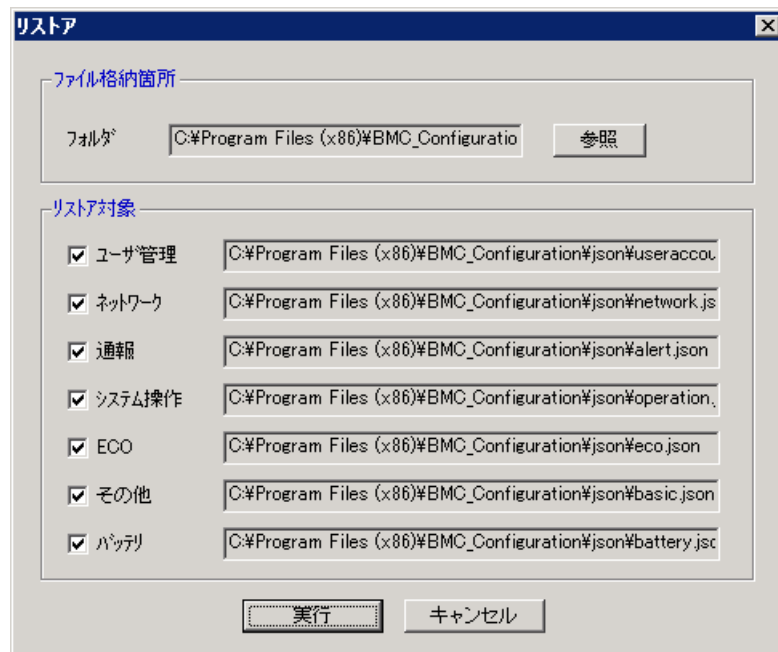 リストア
ファイル格納箇所
フォルダ C:¥Program Files (x86)¥BMC_Configuratio 参照
リストア対象
ユーザ管理 C:¥Program Files (x86)¥BMC_Configuration¥json¥useraccou
ネットワーク C:¥Program Files (x86)¥BMC_Configuration¥json¥network.js
通報 C:¥Program Files (x86)¥BMC_Configuration¥json¥alert.json
システム操作 C:¥Program Files (x86)¥BMC_Configuration¥json¥operation.
ECO C:¥Program Files (x86)¥BMC_Configuration¥json¥eco.json
その他 C:¥Program Files (x86)¥BMC_Configuration¥json¥basic.json
バッテリ C:¥Program Files (x86)¥BMC_Configuration¥json¥battery.jsc
実行 キャンセル